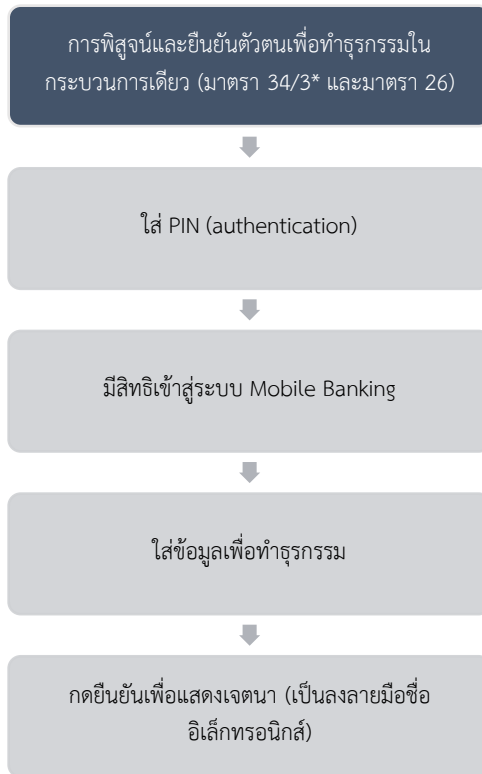 การพิสูจน์และยืนยันตัวตนเพื่อทำธุรกรรมใน
กระบวนการเดียว (มาตรา 34/3* และมาตรา 26)
ใส่ PIN (authentication)
มีสิทธิเข้าสู่ระบบ Mobile Banking
ใส่ข้อมูลเพื่อทำธุรกรรม
กดยืนยันเพื่อแสดงเจตนา (เป็นลงลายมือชื่อ
อิเล็กทรอนิกส์)